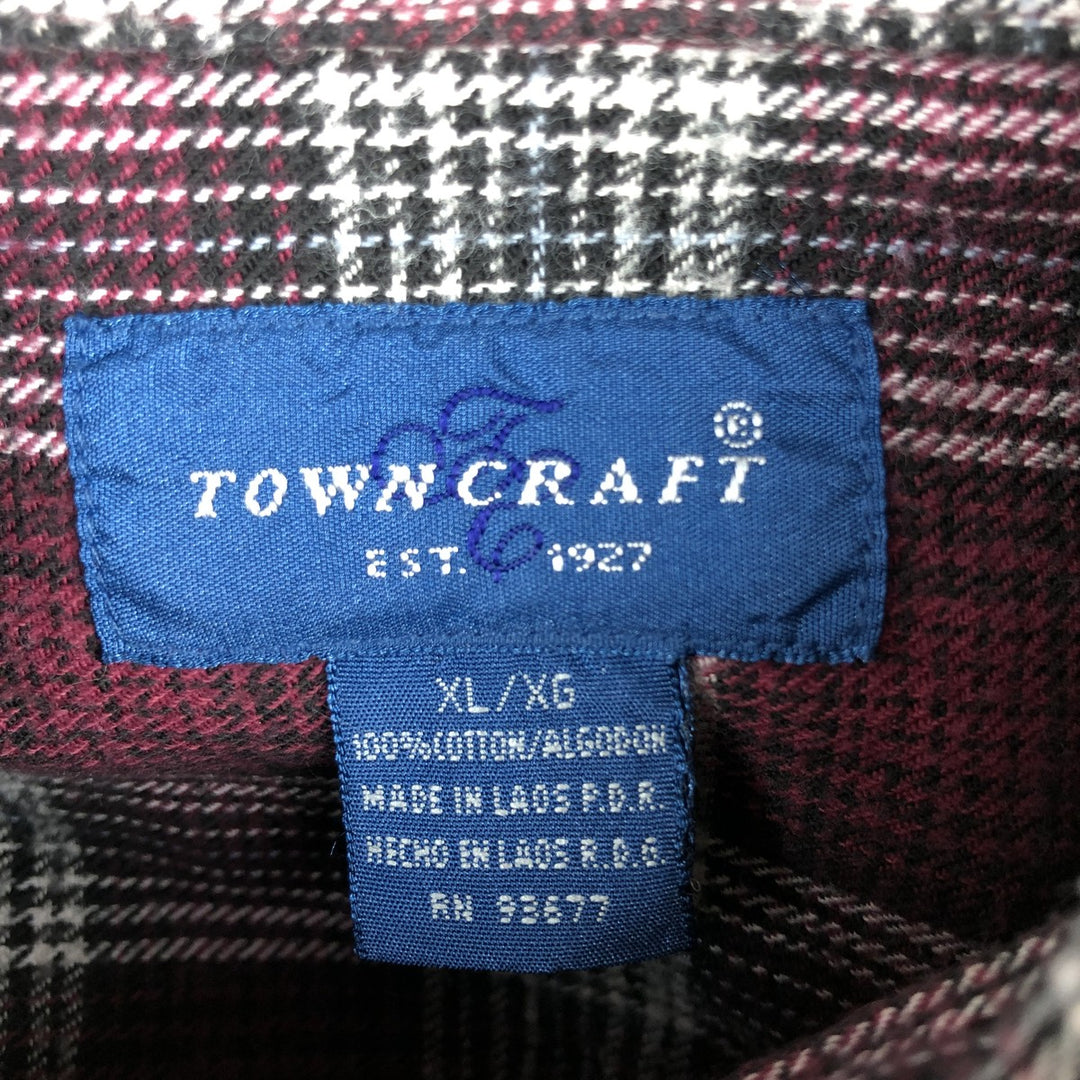 TOWNCRAFT®
EST. 1927
XL/XG
100% COTTON/ALGODON
MADE IN LAOS P.D.R.
HECHO EN LAOS R.D.G.
RN 93677